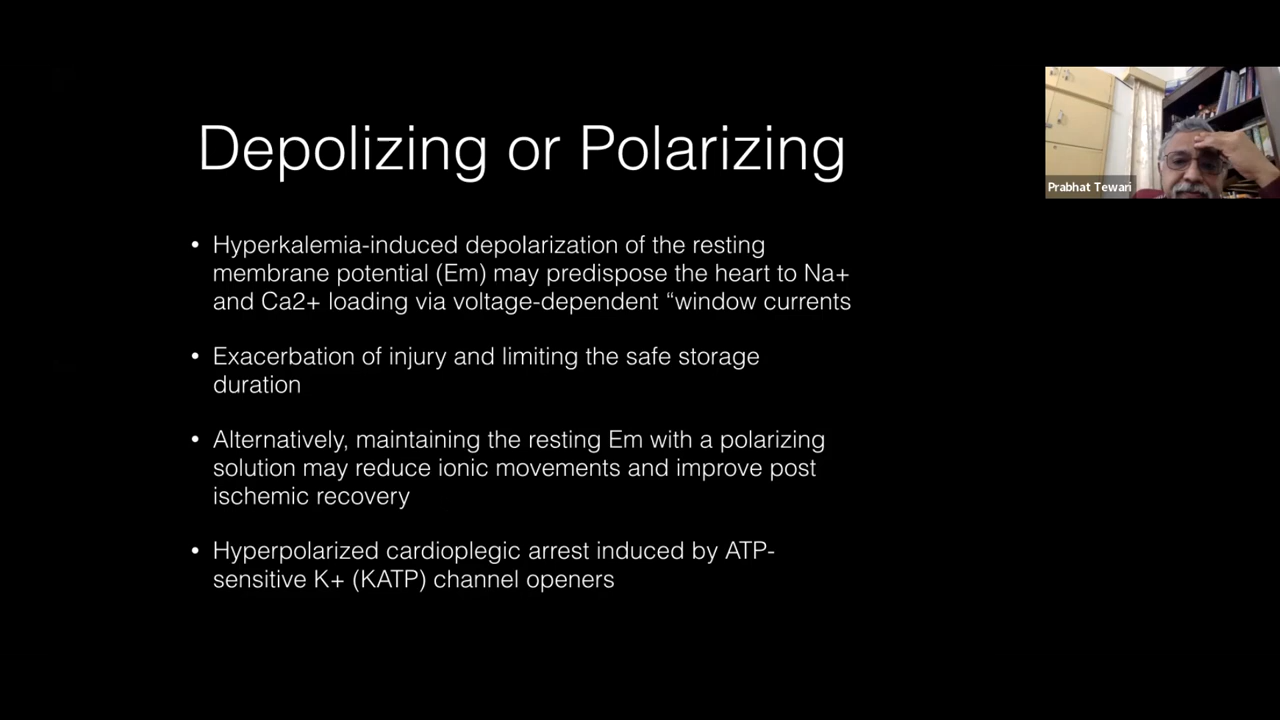 Depolizing or Polarizing
Prabhat Tewari
• Hyperkalemia-induced depolarization of the resting
membrane potential (Em) may predispose the heart to Na+
and Ca2+ loading via voltage-dependent “window currents
• Exacerbation of injury and limiting the safe storage
duration
• Alternatively, maintaining the resting Em with a polarizing
solution may reduce ionic movements and improve post
ischemic recovery
• Hyperpolarized cardioplegic arrest induced by ATP-
sensitive K+ (KATP) channel openers